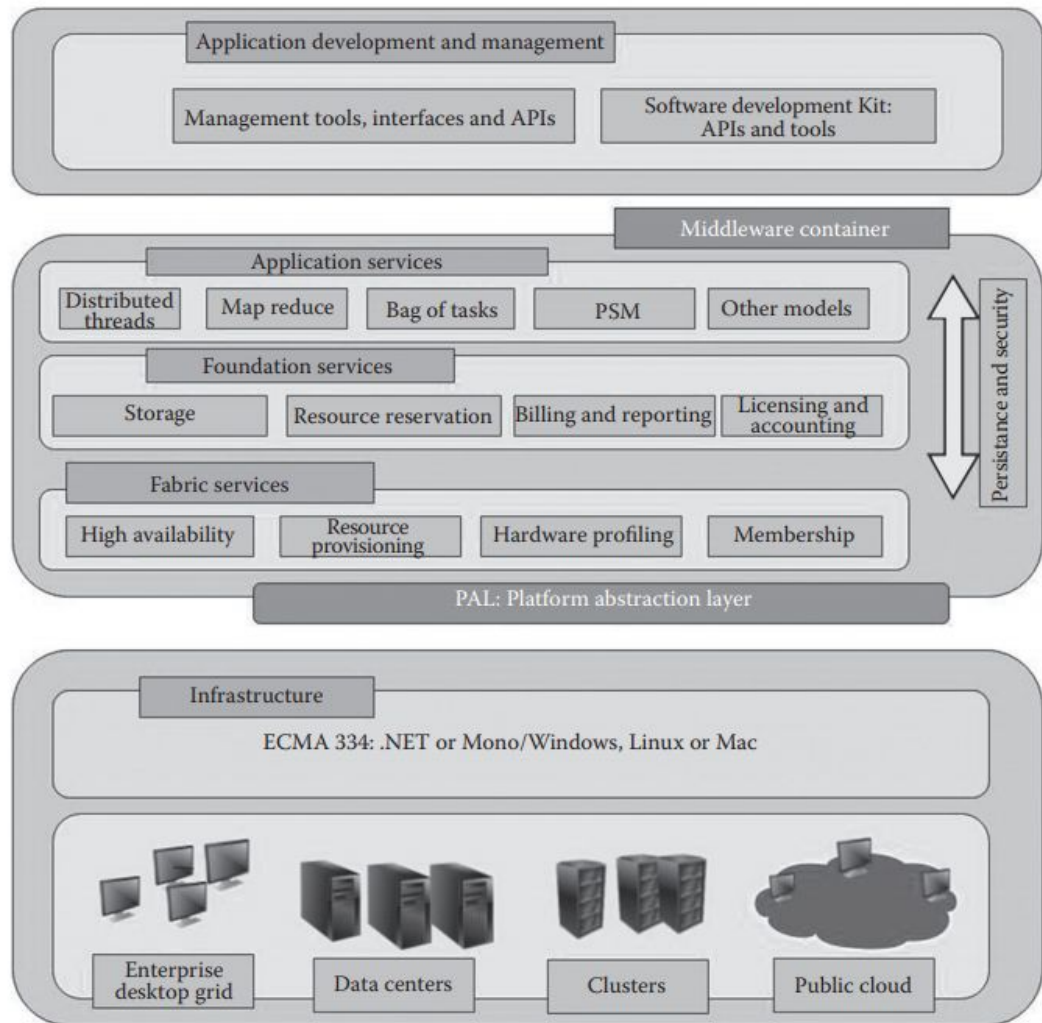 Application development and management
Management tools, interfaces and APIs
Software development Kit:
APIs and tools
Middleware container
Application services
Distributed
threads
Map reduce
Bag of tasks
PSM
Other models
Foundation services
Storage
Resource reservation
Billing and reporting
Licensing and
accounting
Fabric services
High availability
Resource
provisioning
Hardware profiling
Membership
Persistance and security
PAL: Platform abstraction layer
Infrastructure
ECMA 334: .NET or Mono/Windows, Linux or Mac
Enterprise
desktop grid
Data centers
Clusters
Public cloud